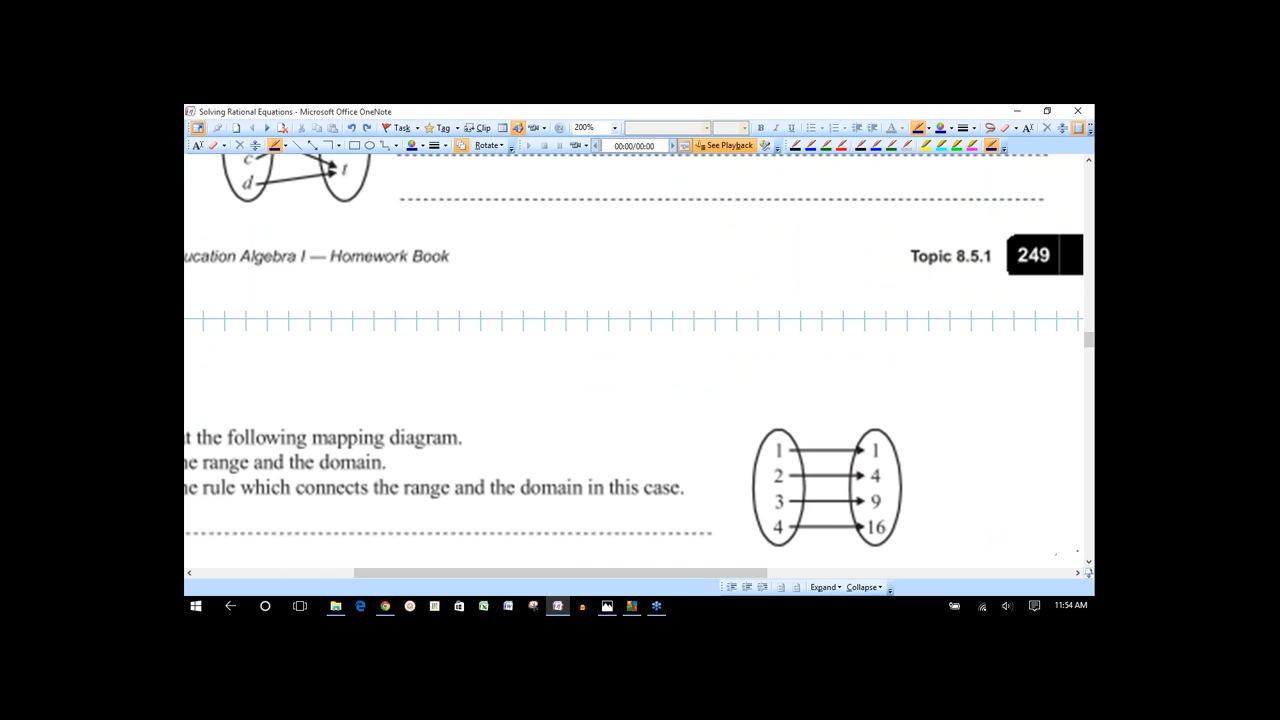 Solving Rational Equations - Microsoft Office OneNote
Task Tag Clip 200% B I U
Rotate 00:00/00:00 See Playback
c
d t
ucation Algebra I — Homework Book Topic 8.5.1 249
t the following mapping diagram.
e range and the domain.
e rule which connects the range and the domain in this case.
1 1
2 4
3 9
4 16
Expand Collapse
11:54 AM